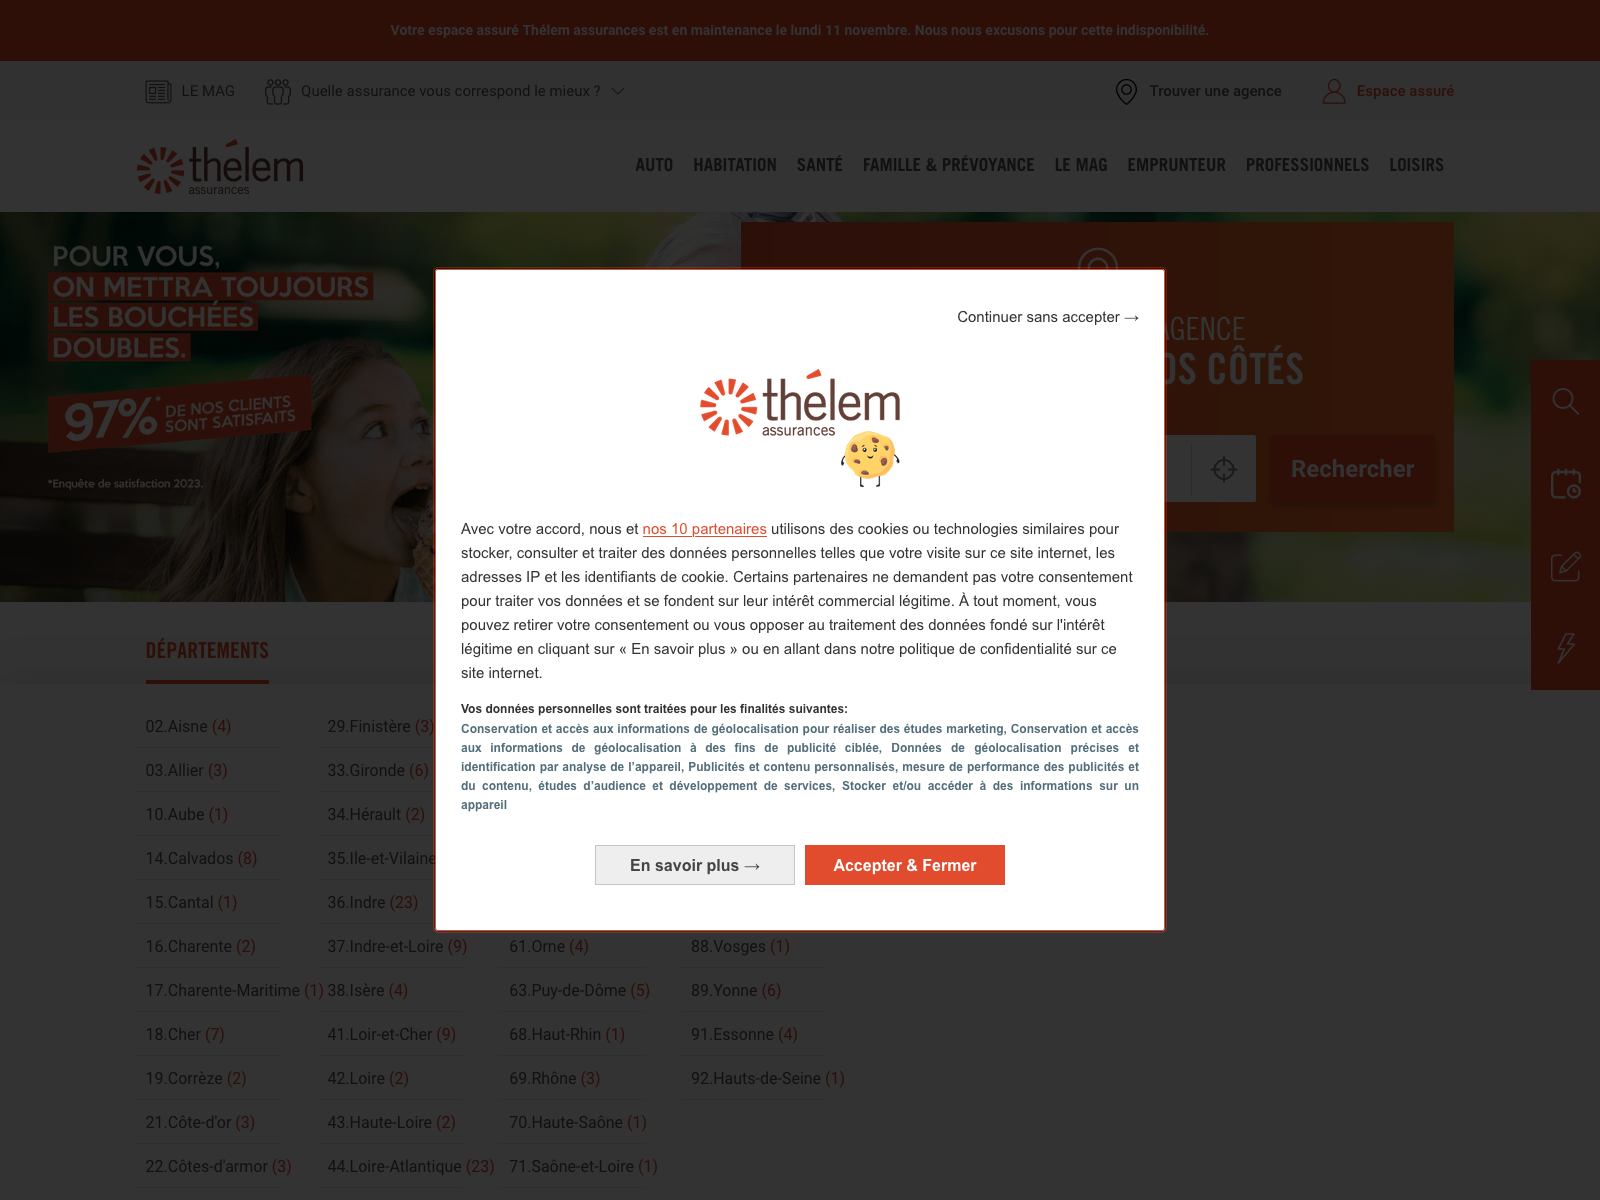 Votre espace assuré Thélem assurances est en maintenance le lundi 11 novembre. Nous nous excusons pour cette indisponibilité.
LE MAG
Quelle assurance vous correspond le mieux ?
Trouver une agence
Espace assuré
thélem
assurances
AUTO
HABITATION
SANTÉ
FAMILLE & PRÉVOYANCE
LE MAG
EMPRUNTEUR
PROFESSIONNELS
LOISIRS
POUR VOUS,
ON METTRA TOUJOURS
LES BOUCHÉES
DOUBLES.
97%* DE NOS CLIENTS
SONT SATISFAITS
*Enquête de satisfaction 2023.
AGENCE
OS CÔTÉS
Rechercher
Continuer sans accepter →
thélem
assurances
Avec votre accord, nous et nos 10 partenaires utilisons des cookies ou technologies similaires pour
stocker, consulter et traiter des données personnelles telles que votre visite sur ce site internet, les
adresses IP et les identifiants de cookie. Certains partenaires ne demandent pas votre consentement
pour traiter vos données et se fondent sur leur intérêt commercial légitime. À tout moment, vous
pouvez retirer votre consentement ou vous opposer au traitement des données fondé sur l'intérêt
légitime en cliquant sur « En savoir plus » ou en allant dans notre politique de confidentialité sur ce
site internet.
Vos données personnelles sont traitées pour les finalités suivantes:
Conservation et accès aux informations de géolocalisation pour réaliser des études marketing, Conservation et accès
aux informations de géolocalisation à des fins de publicité ciblée, Données de géolocalisation précises et
identification par analyse de l’appareil, Publicités et contenu personnalisés, mesure de performance des publicités et
du contenu, études d’audience et développement de services, Stocker et/ou accéder à des informations sur un
appareil
En savoir plus →
Accepter & Fermer
DÉPARTEMENTS
02.Aisne (4)
03.Allier (3)
10.Aube (1)
14.Calvados (8)
15.Cantal (1)
16.Charente (2)
17.Charente-Maritime (1)
18.Cher (7)
19.Corrèze (2)
21.Côte-d'or (3)
22.Côtes-d'armor (3)
29.Finistère (3)
33.Gironde (6)
34.Hérault (2)
35.Ile-et-Vilaine
36.Indre (23)
37.Indre-et-Loire (9)
38.Isère (4)
41.Loir-et-Cher (9)
42.Loire (2)
43.Haute-Loire (2)
44.Loire-Atlantique (23)
61.Orne (4)
63.Puy-de-Dôme (5)
68.Haut-Rhin (1)
69.Rhône (3)
70.Haute-Saône (1)
71.Saône-et-Loire (1)
88.Vosges (1)
89.Yonne (6)
91.Essonne (4)
92.Hauts-de-Seine (1)